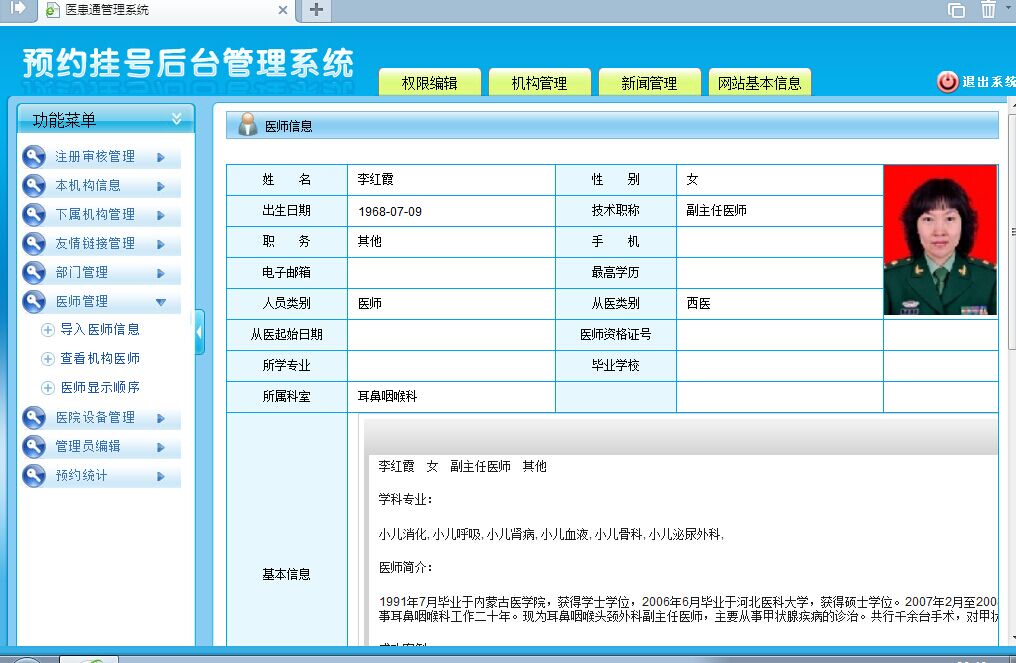 医患通管理系统
预约挂号后台管理系统
权限编辑 机构管理 新闻管理 网站基本信息
退出系统
功能菜单
注册审核管理
本机构信息
下属机构管理
友情链接管理
部门管理
医师管理
导入医师信息
查看机构医师
医师显示顺序
医院设备管理
管理员编辑
预约统计
医师信息
姓 名 李红霞 性 别 女
出生日期 1968-07-09 技术职称 副主任医师
职 务 其他 手 机
电子邮箱 最高学历
人员类别 医师 从医类别 西医
从医起始日期 医师资格证号
所学专业 毕业学校
所属科室 耳鼻咽喉科
基本信息
李红霞 女 副主任医师 其他
学科专业：
小儿消化,小儿呼吸,小儿肾病,小儿血液,小儿骨科,小儿泌尿外科,
医师简介：
1991年7月毕业于内蒙古医学院，获得学士学位，2006年6月毕业于河北医科大学，获得硕士学位。2007年2月至200
事耳鼻咽喉科工作二十年。现为耳鼻咽喉头颈外科副主任医师，主要从事甲状腺疾病的诊治。共行千余台手术，对甲状